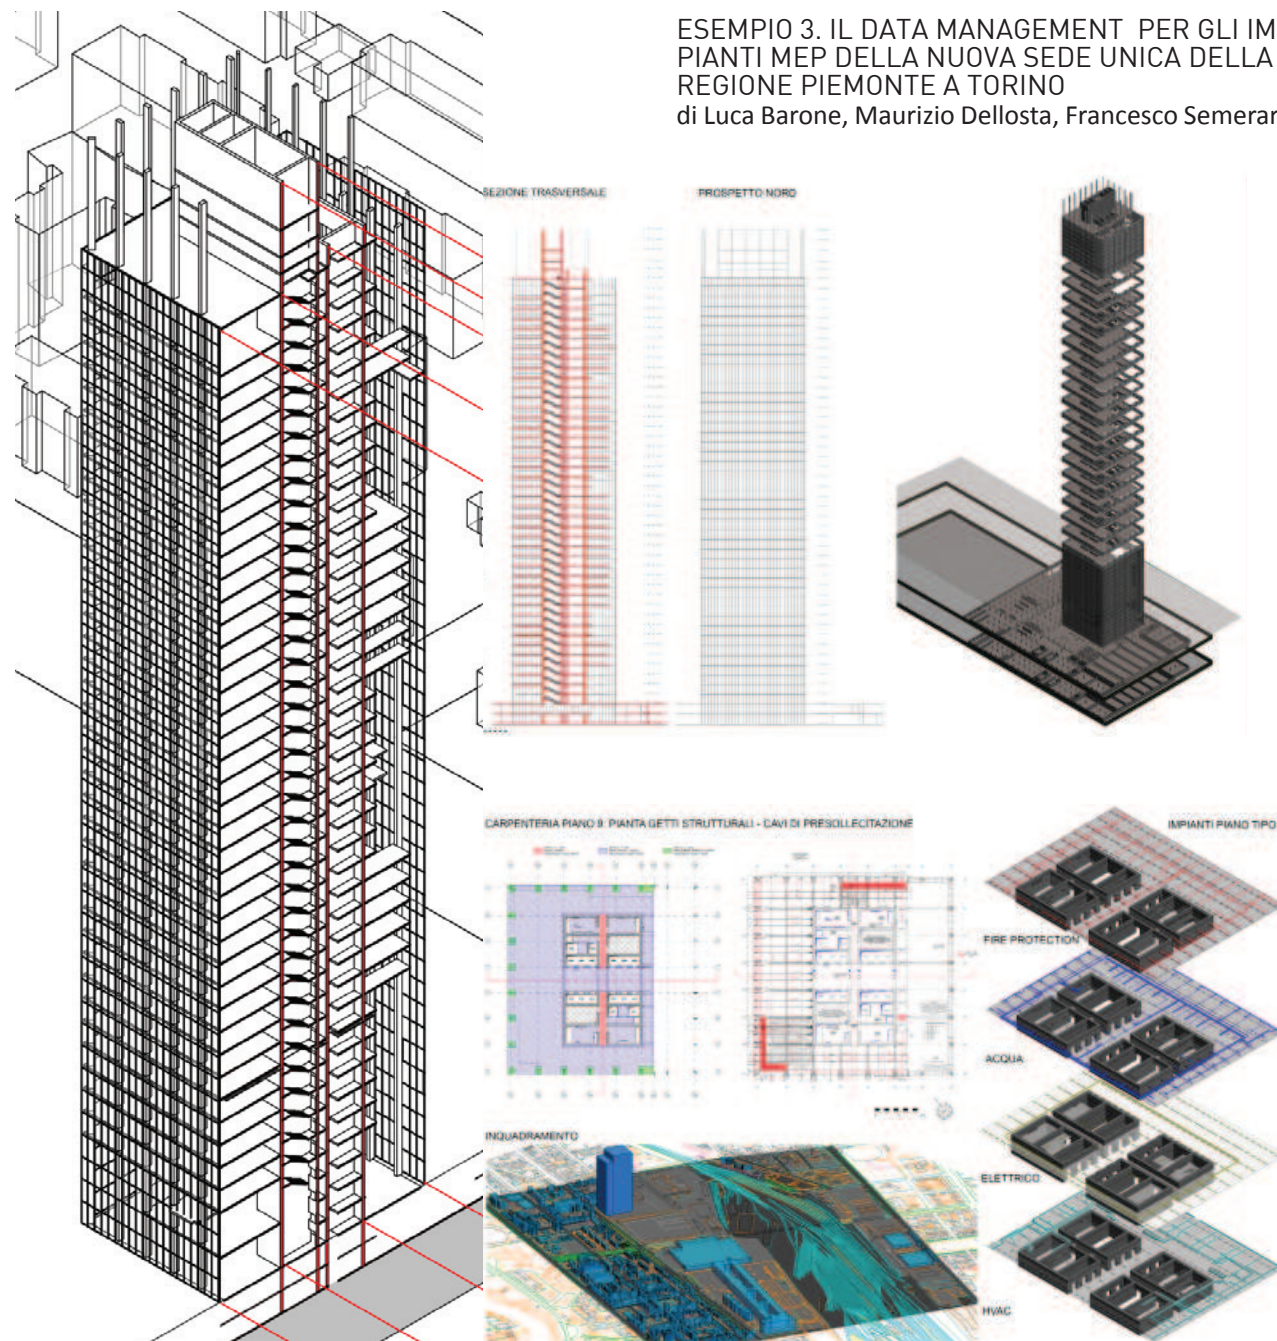 ESEMPIO 3. IL DATA MANAGEMENT PER GLI IM
PIANTI MEP DELLA NUOVA SEDE UNICA DELLA
REGIONE PIEMONTE A TORINO
di Luca Barone, Maurizio Dellosta, Francesco Semerar
SEZIONE TRASVERSALE
PROSPETTO NORD
CARPENTERIA PIANO 9: PIANTA GETTI STRUTTURALI - CAVI DI PRESOLLECITAZIONE
IMPIANTI PIANO TIPO
FIRE PROTECTION
ACQUA
INQUADRAMENTO
ELETTRICO
HVAC